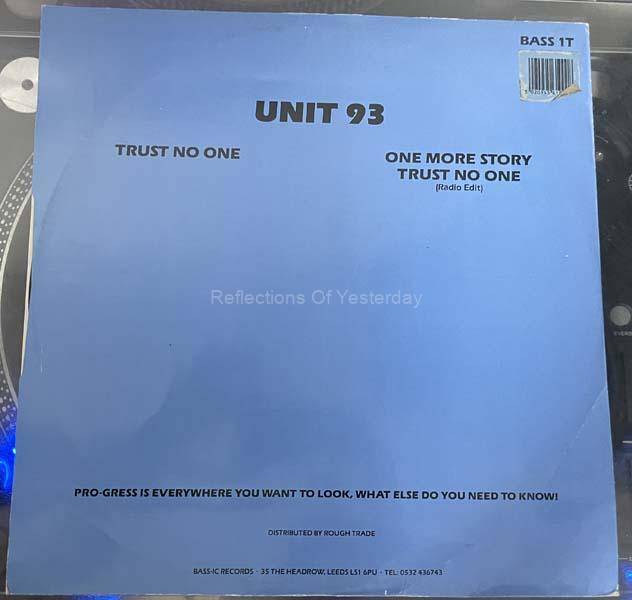 BASS 1T
UNIT 93
TRUST NO ONE
ONE MORE STORY
TRUST NO ONE
(Radio Edit)
Reflections Of Yesterday
PRO-GRESS IS EVERYWHERE YOU WANT TO LOOK, WHAT ELSE DO YOU NEED TO KNOW!
DISTRIBUTED BY ROUGH TRADE
BASS-IC RECORDS · 35 THE HEADROW, LEEDS LS1 6PU · TEL: 0532 436743